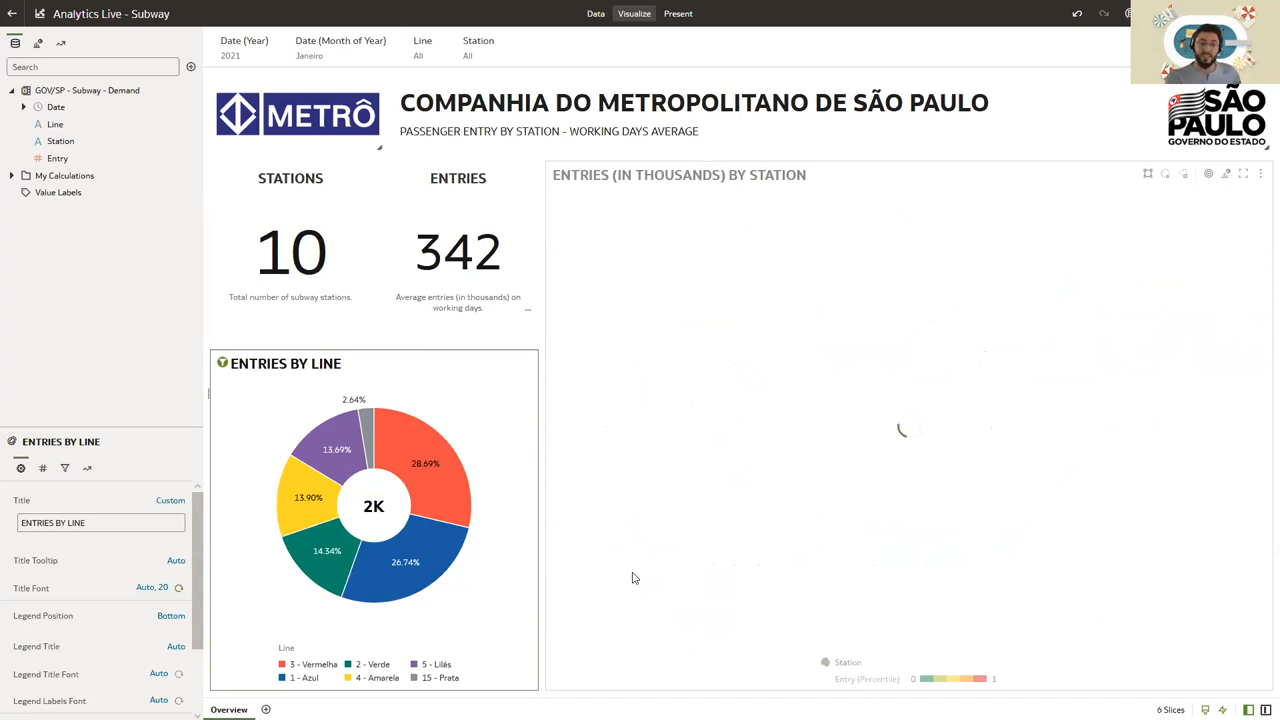 Analytics Live - Subway
Data
Visualize
Present
Search
GOV/SP - Subway - Demand
Date
Line
Station
Entry
My Calculations
Value Labels
Date (Year)
2021
Date (Month of Year)
Janeiro
Line
All
Station
All
METRÔ
COMPANHIA DO METROPOLITANO DE SÃO PAULO
PASSENGER ENTRY BY STATION - WORKING DAYS AVERAGE
SÃO
PAULO
GOVERNO DO ESTADO
STATIONS
10
Total number of subway stations.
ENTRIES
342
Average entries (in thousands) on
working days.
ENTRIES (IN THOUSANDS) BY STATION
ENTRIES BY LINE
2.64%
13.69%
28.69%
13.90%
2K
14.34%
26.74%
Line
3 - Vermelha
2 - Verde
5 - Lilás
1 - Azul
4 - Amarela
15 - Prata
Station
Entry (Percentile)
0
1
ENTRIES BY LINE
Title
Custom
ENTRIES BY LINE
Title Tooltip
Auto
Title Font
Auto, 20
Legend Position
Bottom
Legend Title
Auto
Legend Title Font
Auto
Legend Labels Font
Auto
Overview
6 Slices